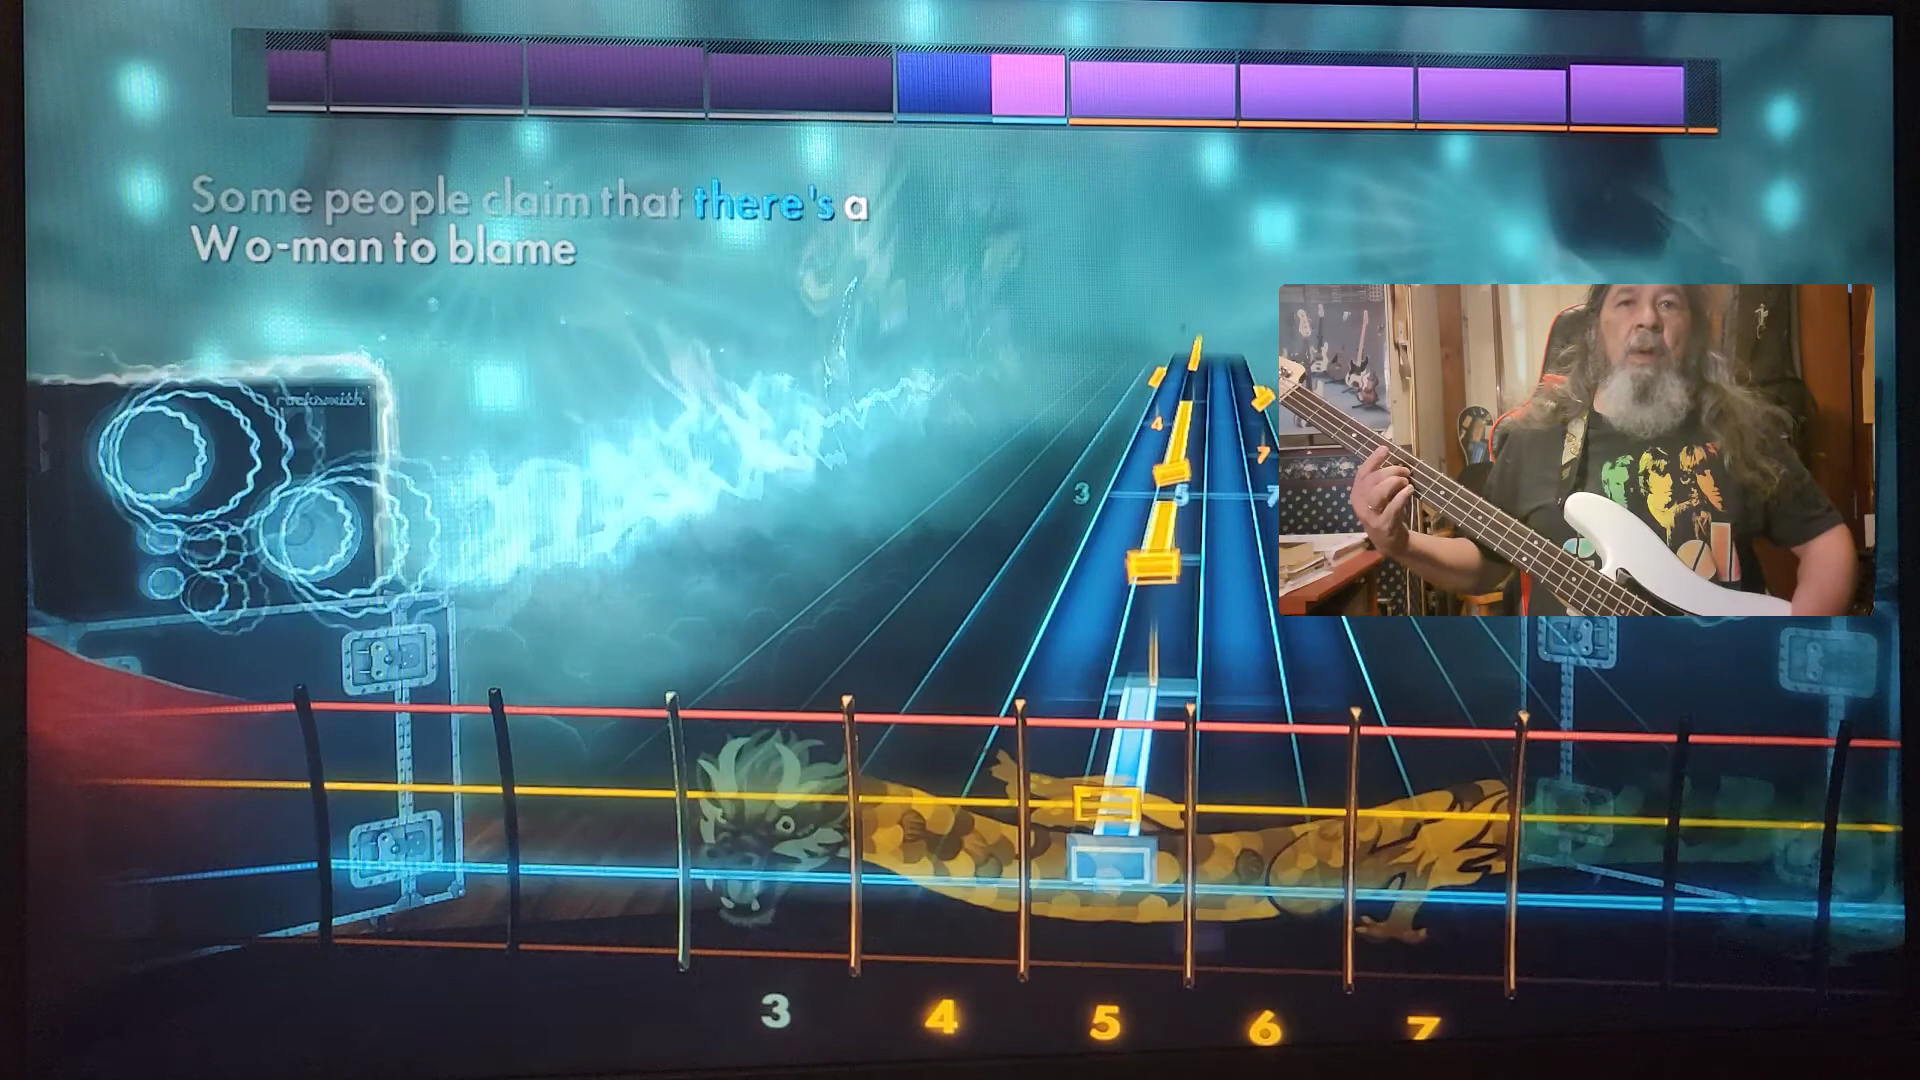 Some people claim that there's a
Wo-man to blame
rocksmith
4
7
3 5 7
3 4 5 6 7